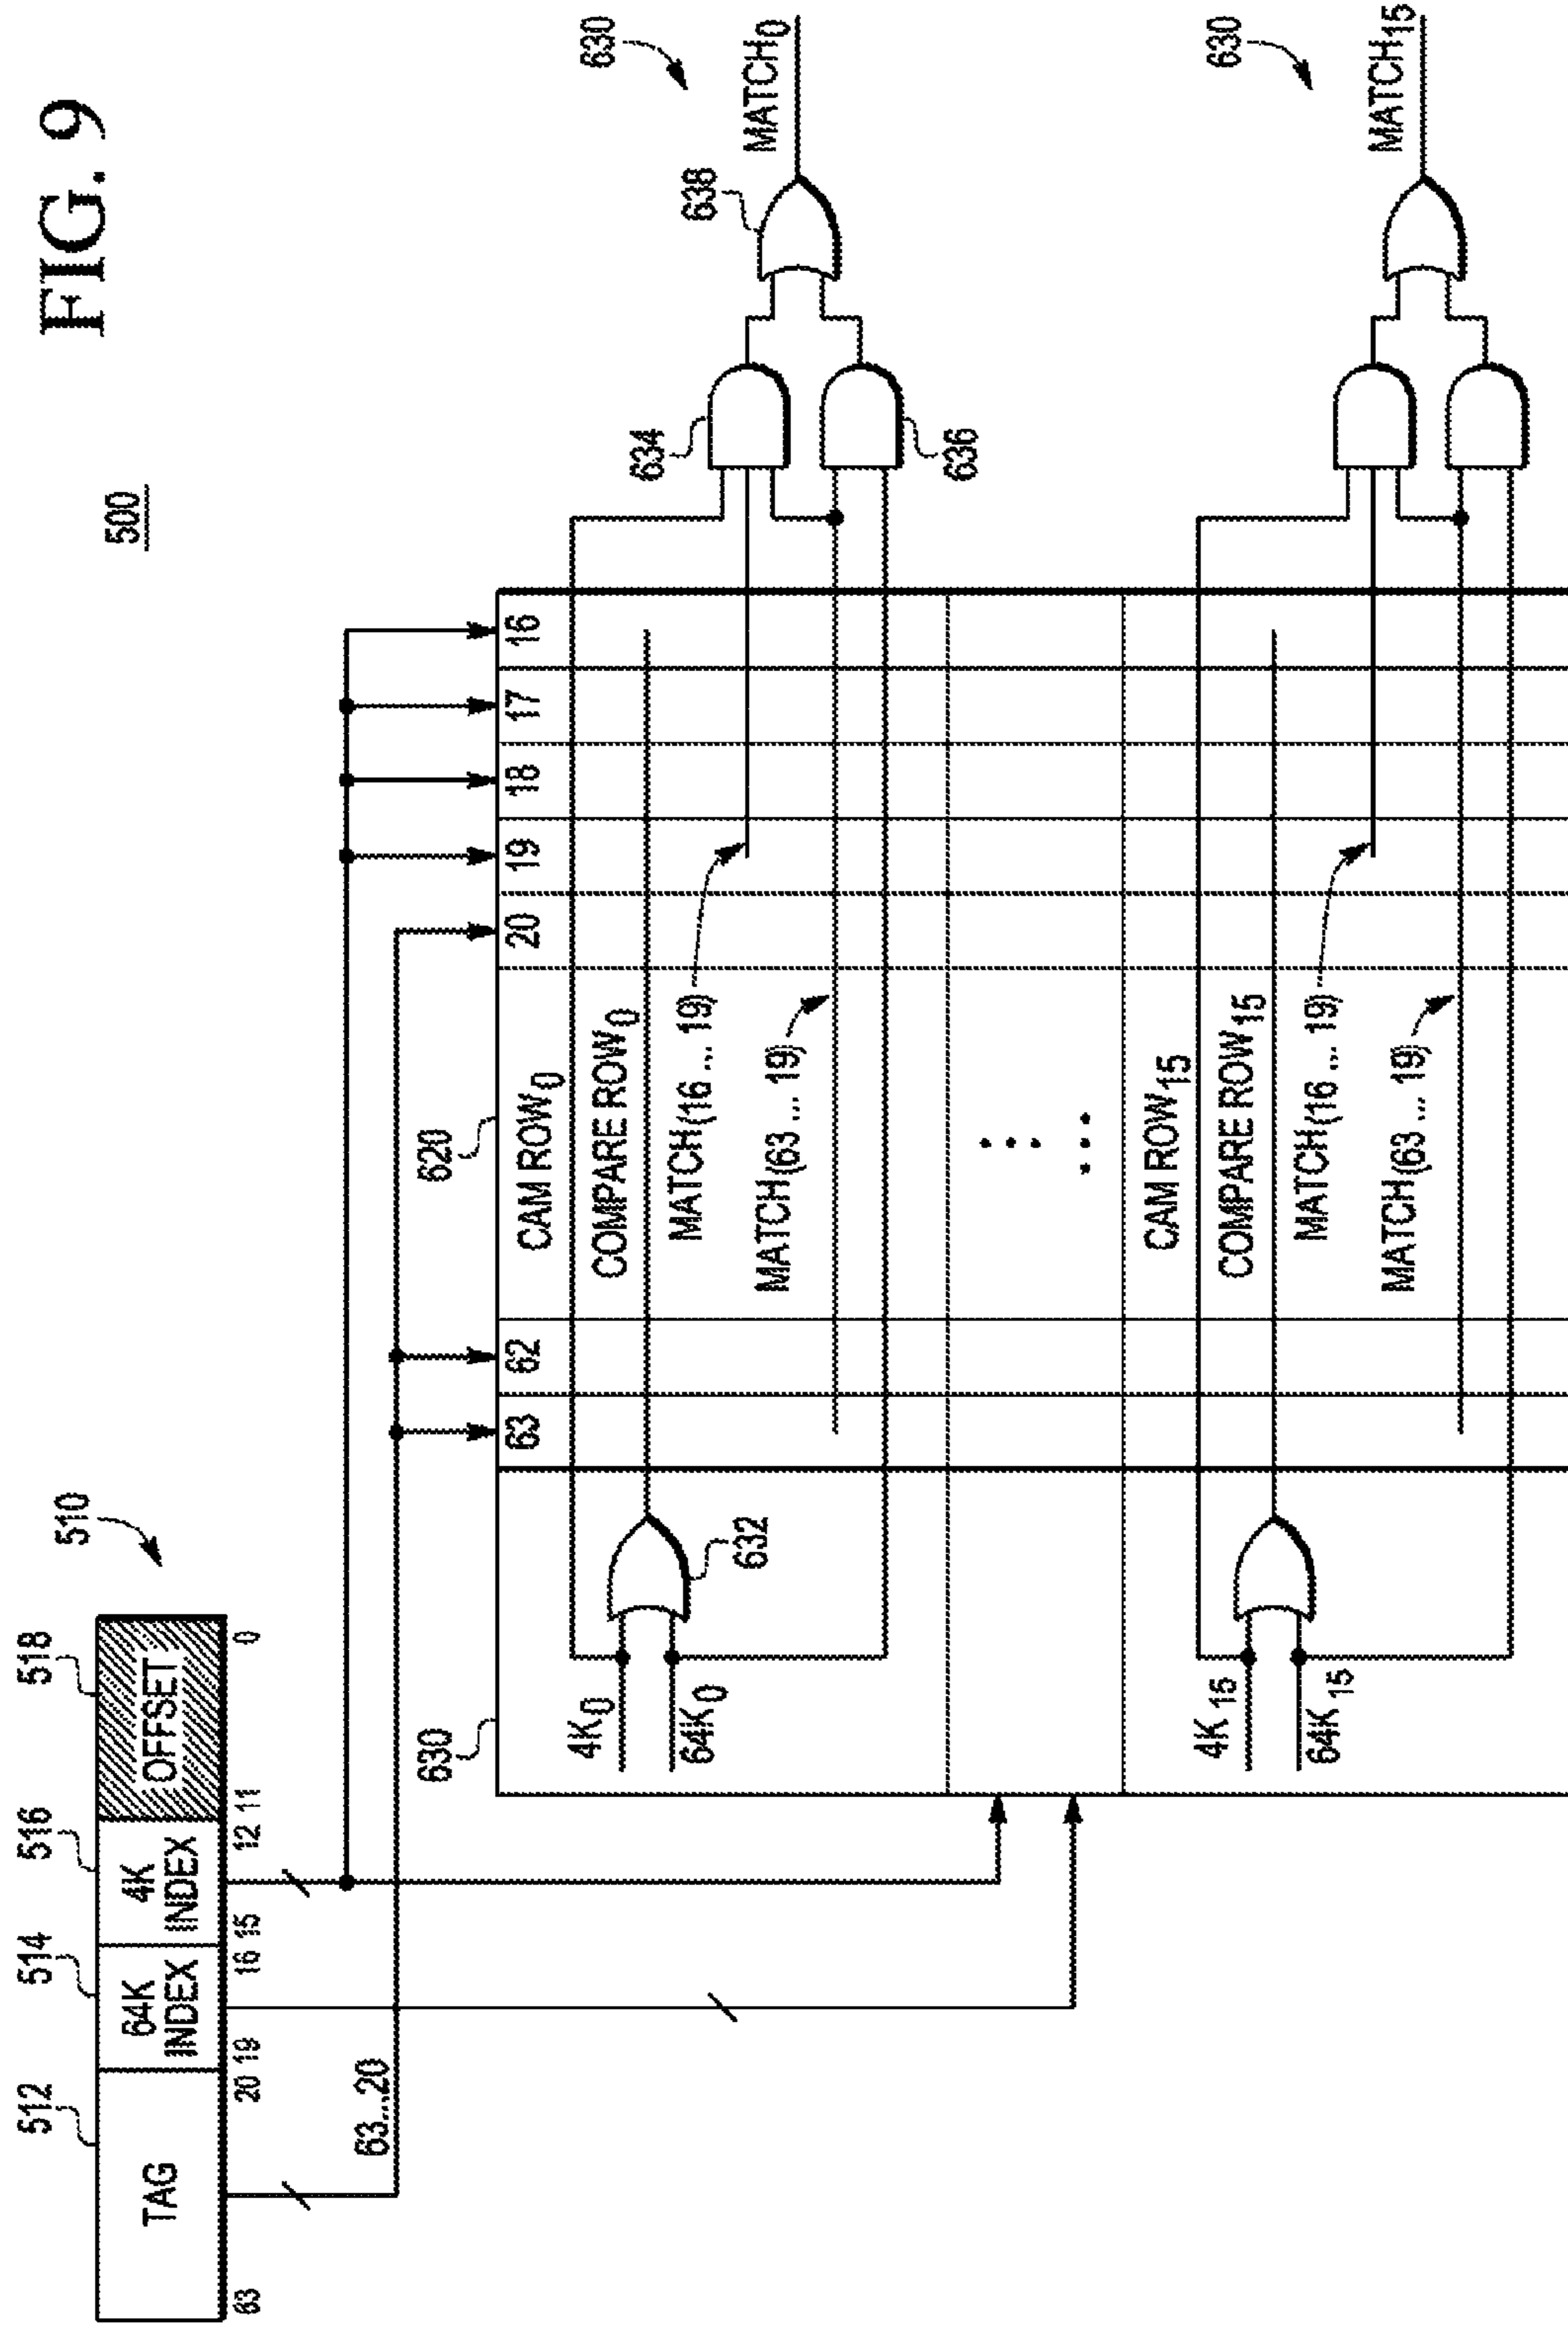 FIG. 9
500
510
512
514
516
518
TAG
64K
INDEX
4K
INDEX
OFFSET
63
20
19
16
15
12
11
0
63...20
630
620
63
62
20
19
18
17
16
CAM ROW0
COMPARE ROW0
MATCH(16 ... 19)
MATCH(63 ... 19)
4K0
64K0
632
634
636
638
MATCH0
630
CAM ROW15
COMPARE ROW15
MATCH(16 ... 19)
MATCH(63 ... 19)
4K15
64K15
MATCH15
630